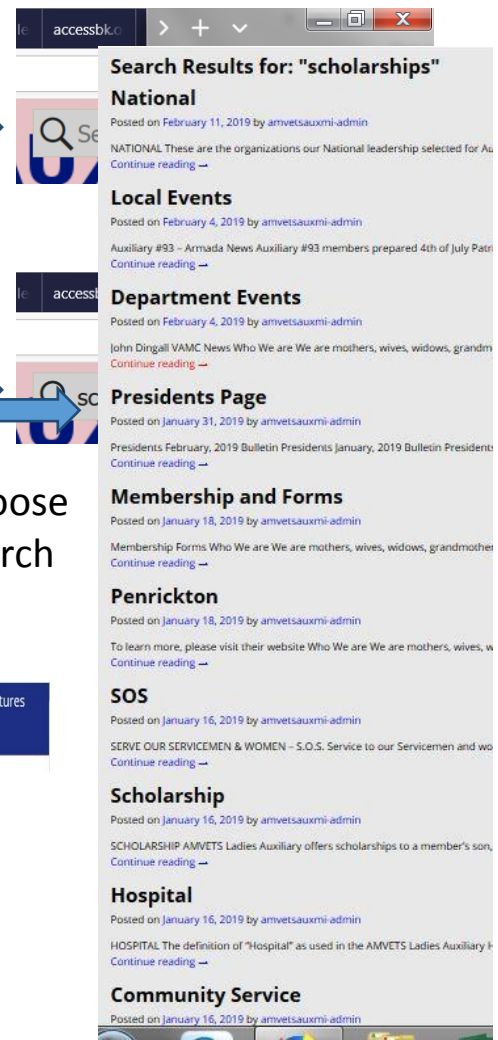 accessbk.o
Search Results for: "scholarships"
National
Posted on February 11, 2019 by amvetsauxmi-admin
NATIONAL These are the organizations our National leadership selected for Au
Continue reading →
Local Events
Posted on February 4, 2019 by amvetsauxmi-admin
Auxiliary #93 – Armada News Auxiliary #93 members prepared 4th of July Patri
Continue reading →
Department Events
Posted on February 4, 2019 by amvetsauxmi-admin
John Dingall VAMC News Who We are We are mothers, wives, widows, grandm
Continue reading →
Presidents Page
Posted on January 31, 2019 by amvetsauxmi-admin
Presidents February, 2019 Bulletin Presidents January, 2019 Bulletin Presidents
Continue reading →
Membership and Forms
Posted on January 18, 2019 by amvetsauxmi-admin
Membership Forms Who We are We are mothers, wives, widows, grandmother
Continue reading →
Penrickton
Posted on January 18, 2019 by amvetsauxmi-admin
To learn more, please visit their website Who We are We are mothers, wives, w
Continue reading →
SOS
Posted on January 16, 2019 by amvetsauxmi-admin
SERVE OUR SERVICEMEN & WOMEN – S.O.S. Service to our Servicemen and wo
Continue reading →
Scholarship
Posted on January 16, 2019 by amvetsauxmi-admin
SCHOLARSHIP AMVETS Ladies Auxiliary offers scholarships to a member's son,
Continue reading →
Hospital
Posted on January 16, 2019 by amvetsauxmi-admin
HOSPITAL The definition of "Hospital" as used in the AMVETS Ladies Auxiliary H
Continue reading →
Community Service
Posted on January 16, 2019 by amvetsauxmi-admin
le
Se
le
accessl
sc
pose
rch
tures